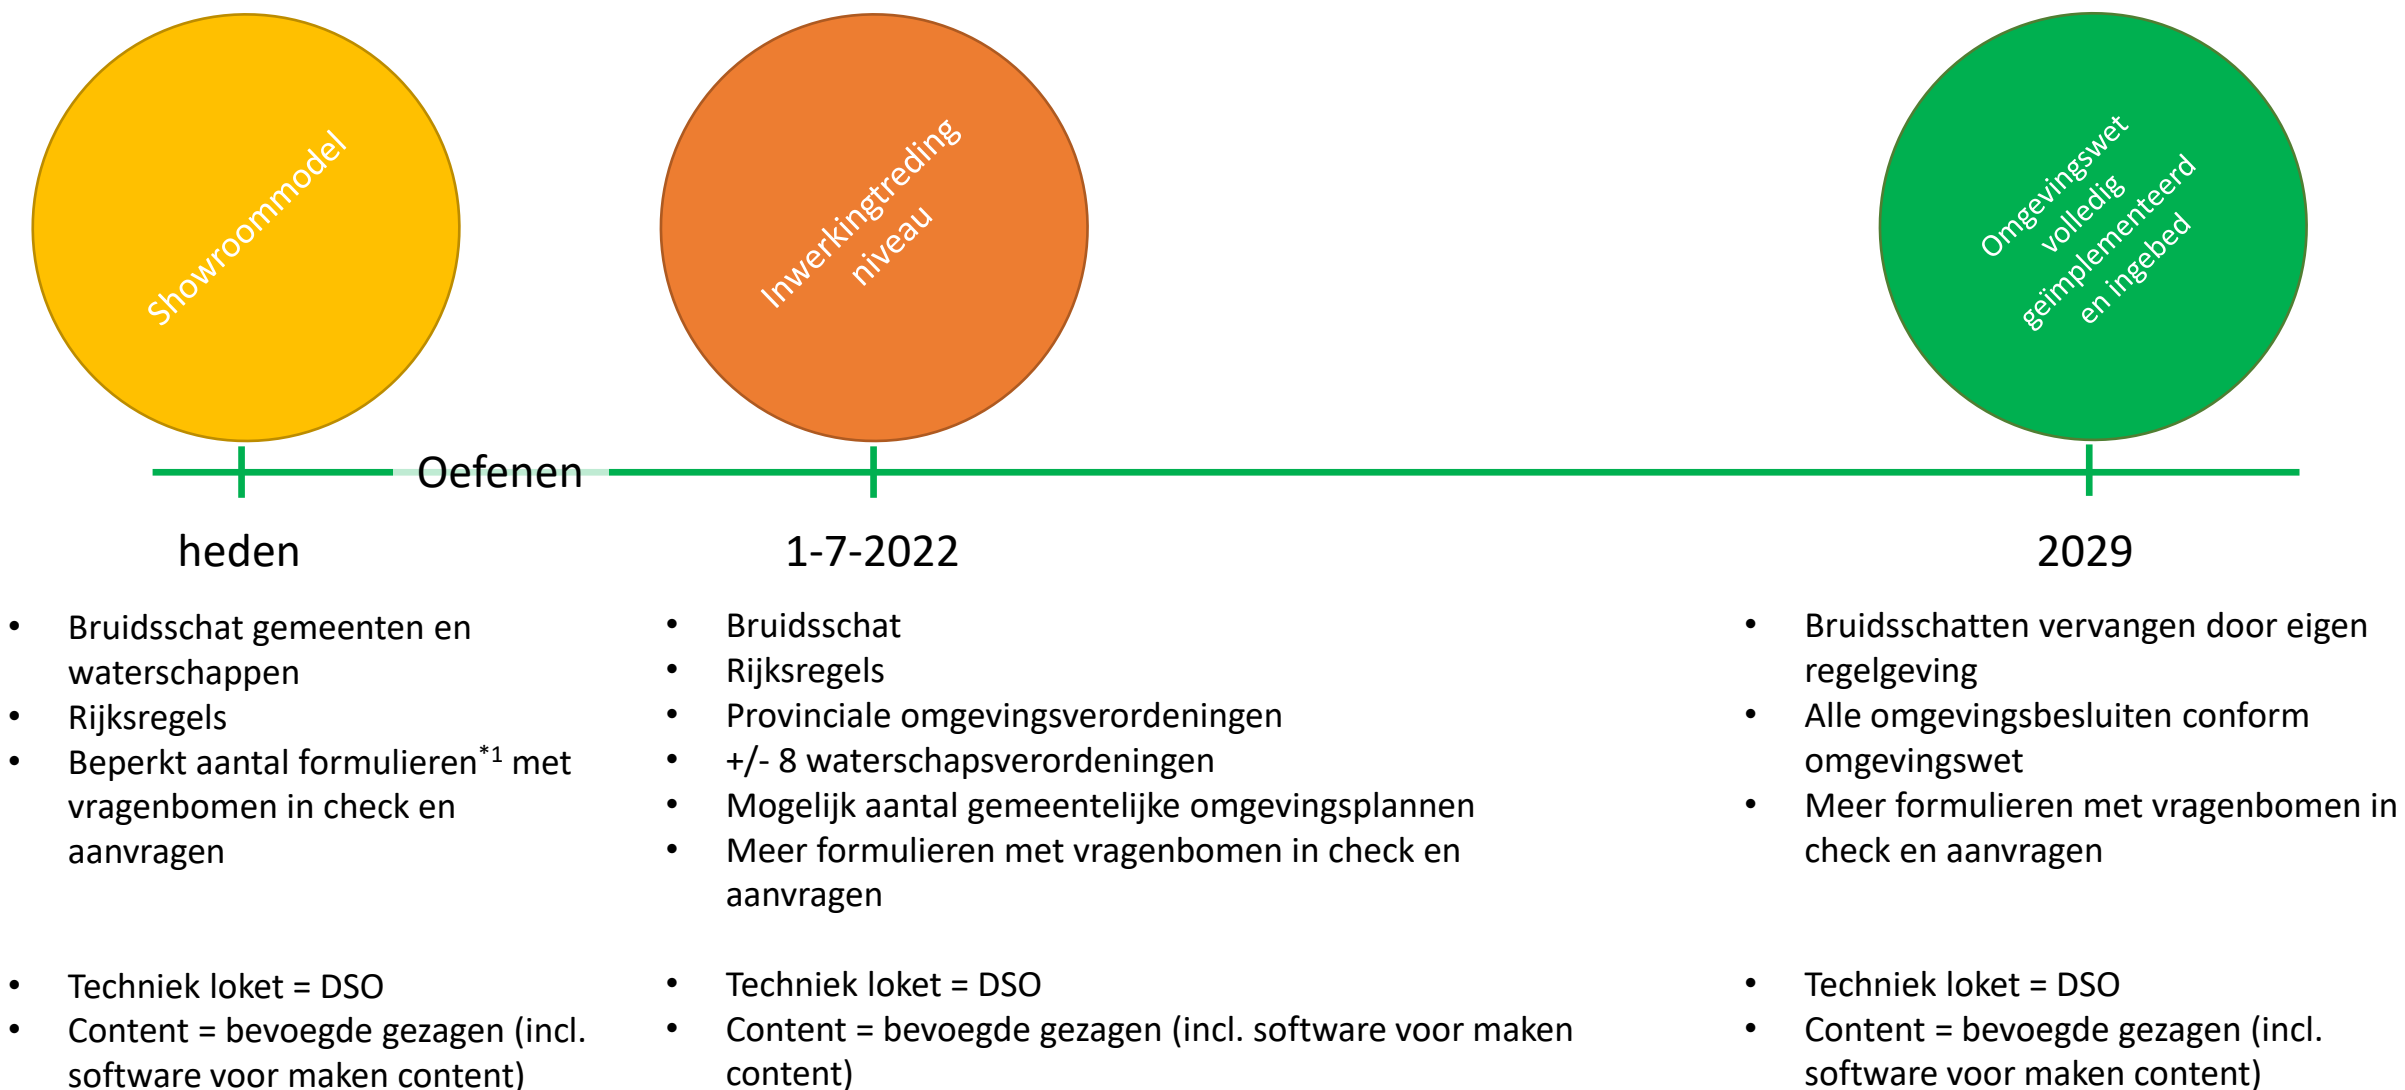 Showroommodel
Inwerkingtreding
niveau
Omgevingswet
volledig
geïmplementeerd
en ingebed
Oefenen
heden
1-7-2022
2029
• Bruidsschat gemeenten en
waterschappen
• Rijksregels
• Beperkt aantal formulieren*1 met
vragenbomen in check en
aanvragen
• Techniek loket = DSO
• Content = bevoegde gezagen (incl.
software voor maken content)
• Bruidsschat
• Rijksregels
• Provinciale omgevingsverordeningen
• +/- 8 waterschapsverordeningen
• Mogelijk aantal gemeentelijke omgevingsplannen
• Meer formulieren met vragenbomen in check en
aanvragen
• Techniek loket = DSO
• Content = bevoegde gezagen (incl. software voor maken
content)
• Bruidsschatten vervangen door eigen
regelgeving
• Alle omgevingsbesluiten conform
omgevingswet
• Meer formulieren met vragenbomen in
check en aanvragen
• Techniek loket = DSO
• Content = bevoegde gezagen (incl.
software voor maken content)